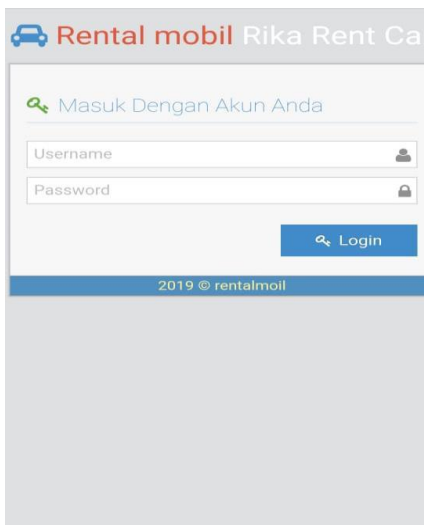 Rental mobil Rika Rent Ca
Masuk Dengan Akun Anda
Username
Password
Login
2019 © rentalmoil